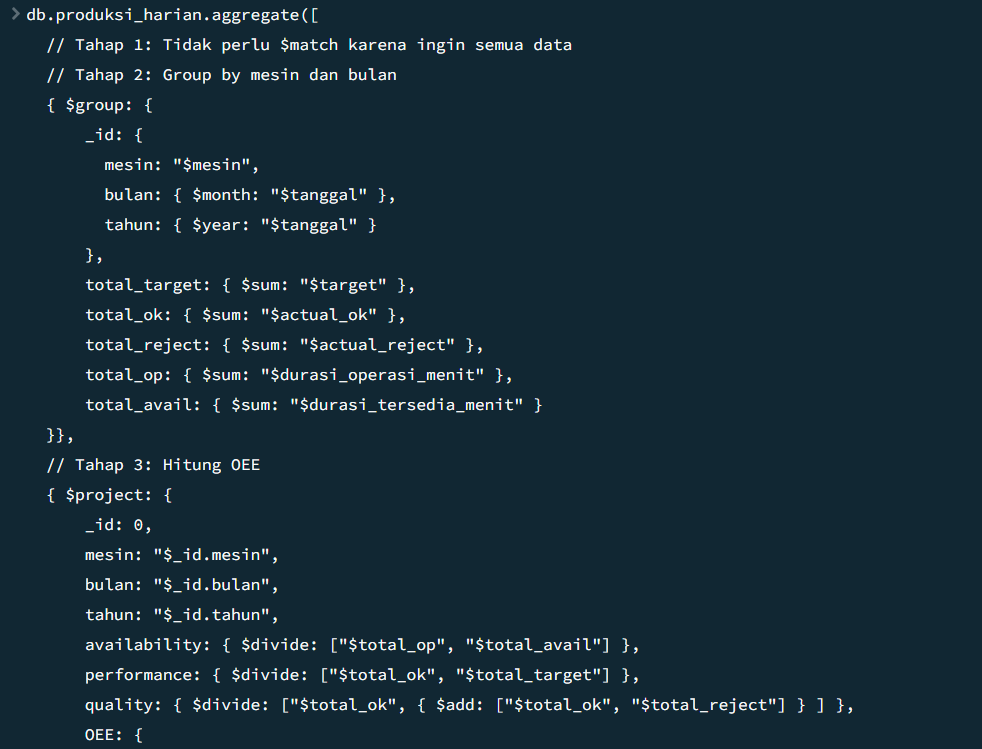 db.produksi_harian.aggregate([
// Tahap 1: Tidak perlu $match karena ingin semua data
// Tahap 2: Group by mesin dan bulan
{ $group: {
_id: {
mesin: "$mesin",
bulan: { $month: "$tanggal" },
tahun: { $year: "$tanggal" }
},
total_target: { $sum: "$target" },
total_ok: { $sum: "$actual_ok" },
total_reject: { $sum: "$actual_reject" },
total_op: { $sum: "$durasi_operasi_menit" },
total_avail: { $sum: "$durasi_tersedia_menit" }
}},
// Tahap 3: Hitung OEE
{ $project: {
_id: 0,
mesin: "$_id.mesin",
bulan: "$_id.bulan",
tahun: "$_id.tahun",
availability: { $divide: ["$total_op", "$total_avail"] },
performance: { $divide: ["$total_ok", "$total_target"] },
quality: { $divide: ["$total_ok", { $add: ["$total_ok", "$total_reject"] } ] },
OEE: {